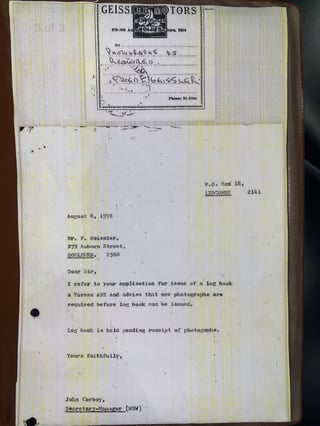 3 of 3
GEISSLER MOTORS
PHOTOGRAPHS AS
REQUIRED.
FRED GEISSLER.
P.O. Box 18,
2141
August 8, 1978
Mr. F. Geissler,
279 Auburn Street,
GOULBURN. 2580
Dear Sir,
I refer to your application for issue of a log book
a Torana A9X and advise that new photographs are
required before log book can be issued.
Log book is held pending receipt of photographs.
Yours faithfully,
John Corboy,
Secretary-Manager (NSW)